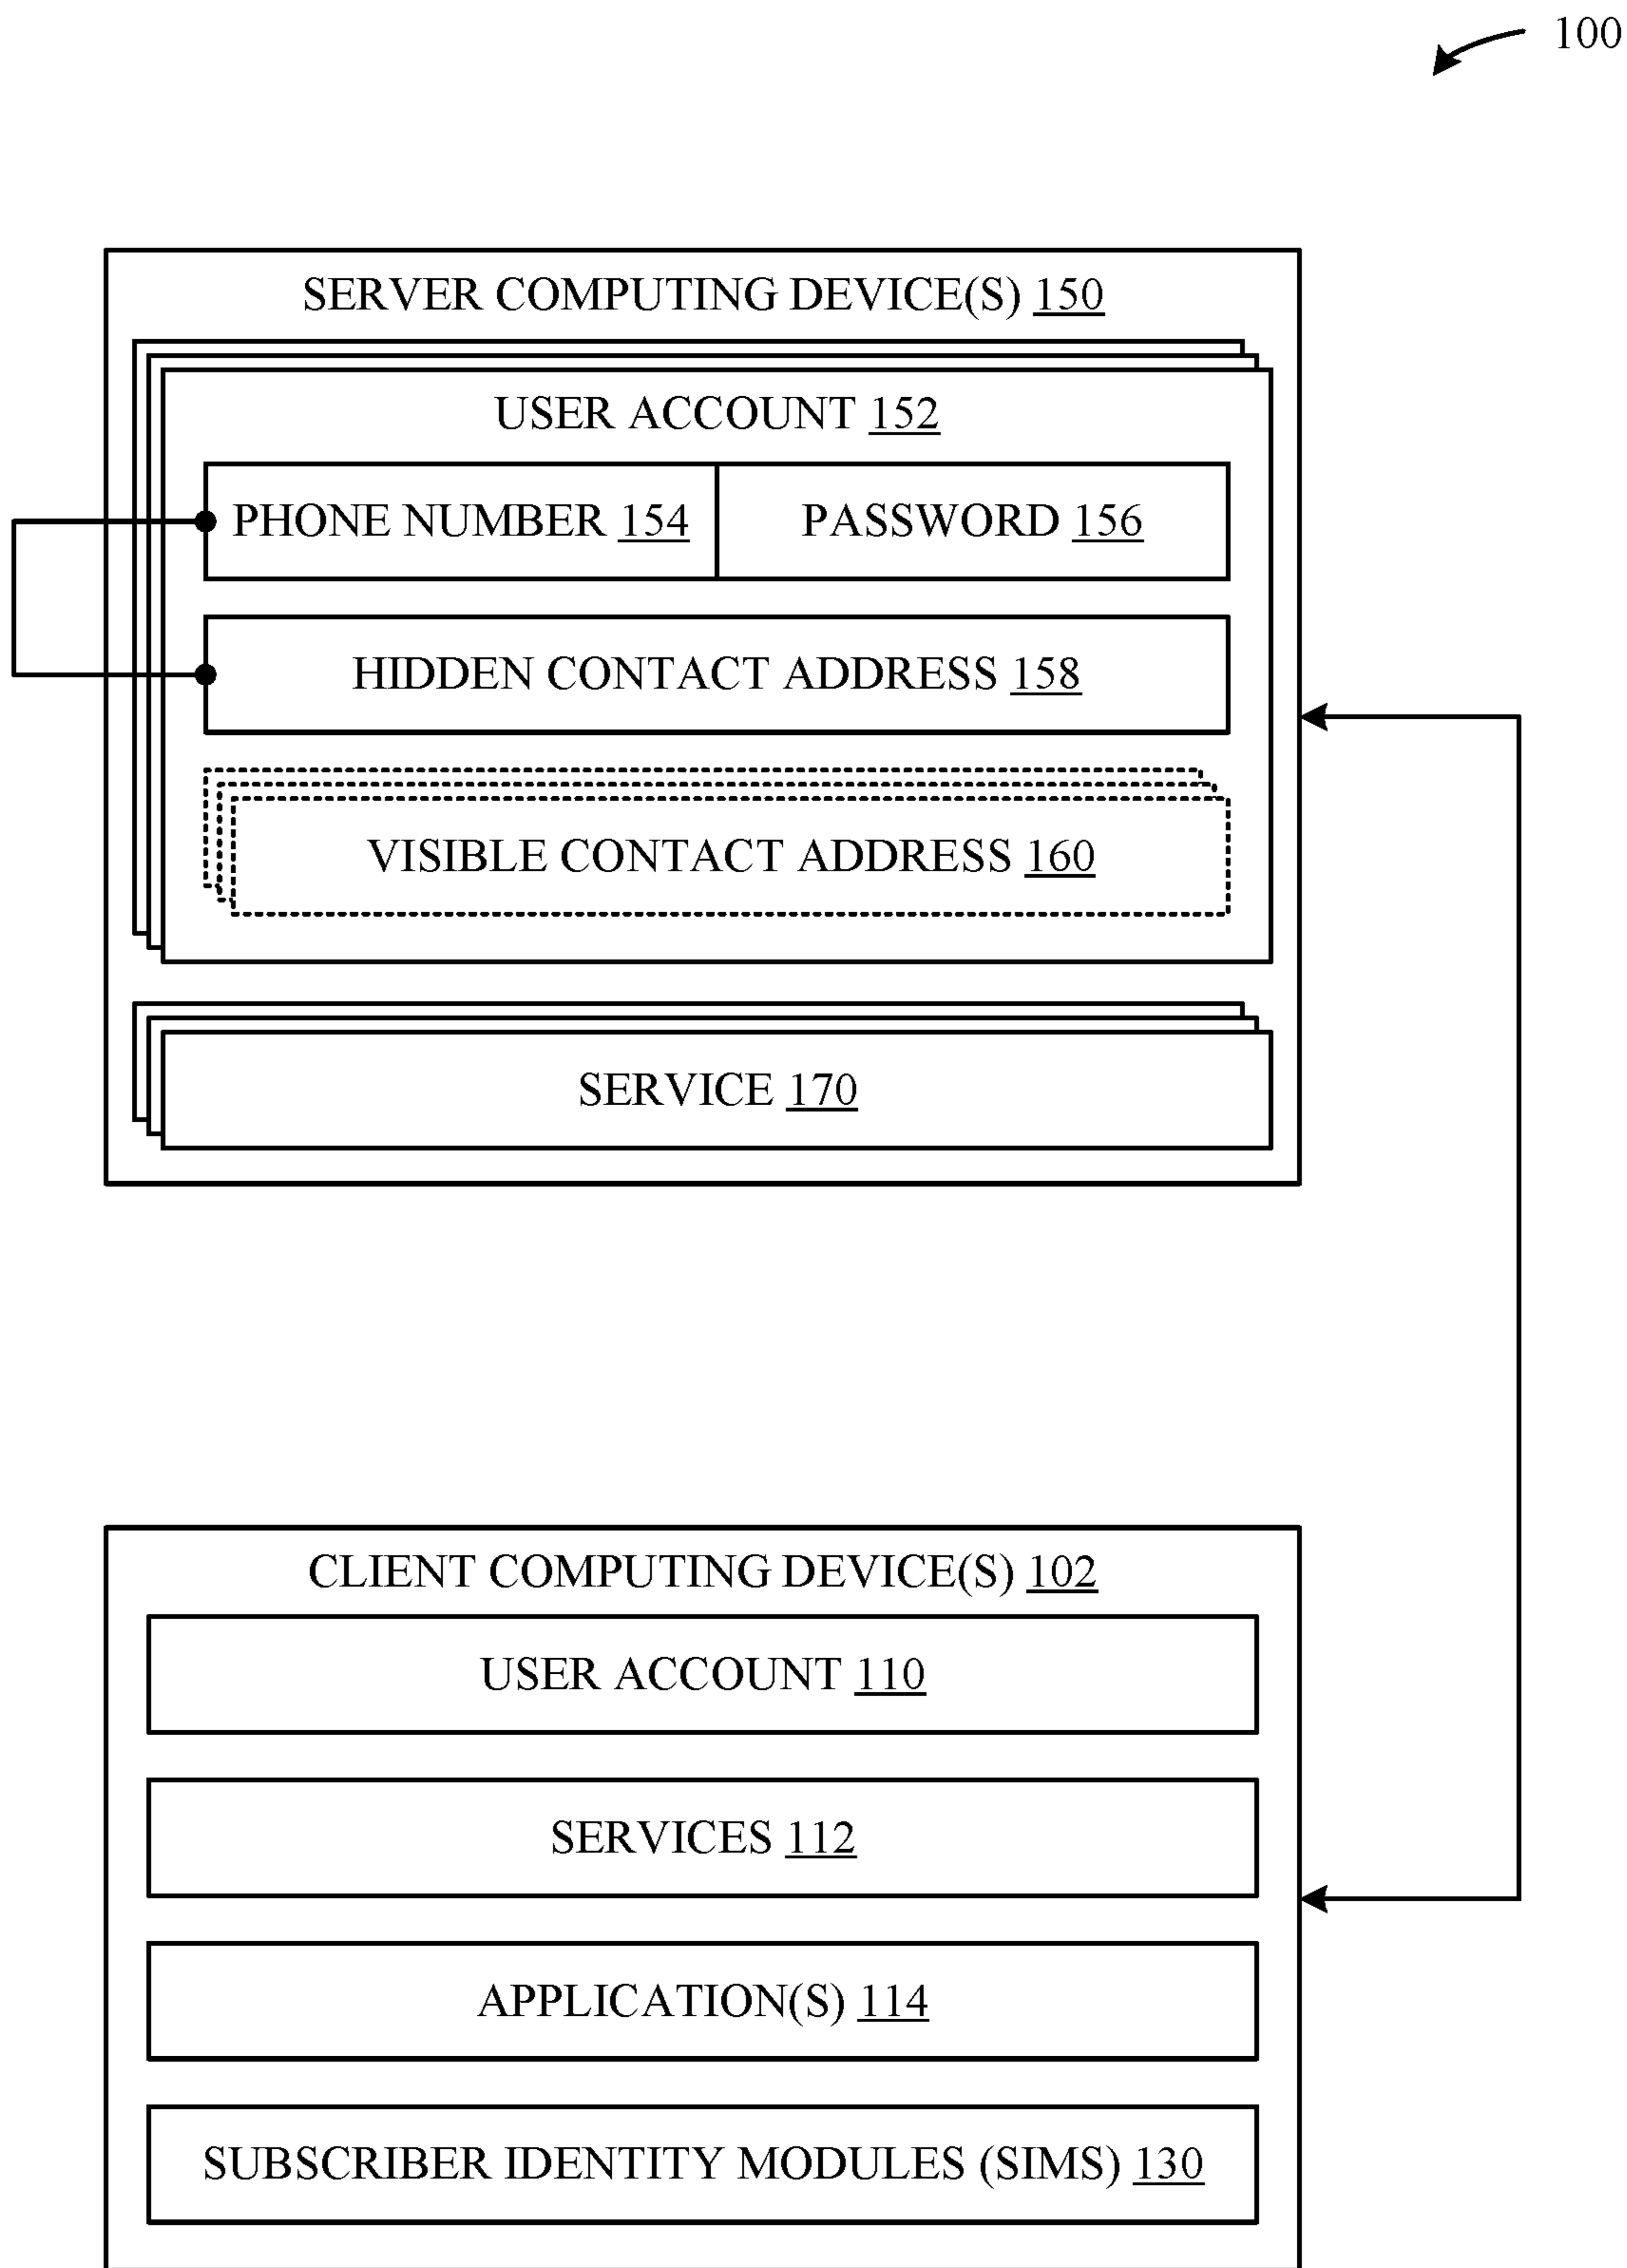 100
SERVER COMPUTING DEVICE(S) 150
USER ACCOUNT 152
PHONE NUMBER 154
PASSWORD 156
HIDDEN CONTACT ADDRESS 158
VISIBLE CONTACT ADDRESS 160
SERVICE 170
CLIENT COMPUTING DEVICE(S) 102
USER ACCOUNT 110
SERVICES 112
APPLICATION(S) 114
SUBSCRIBER IDENTITY MODULES (SIMS) 130